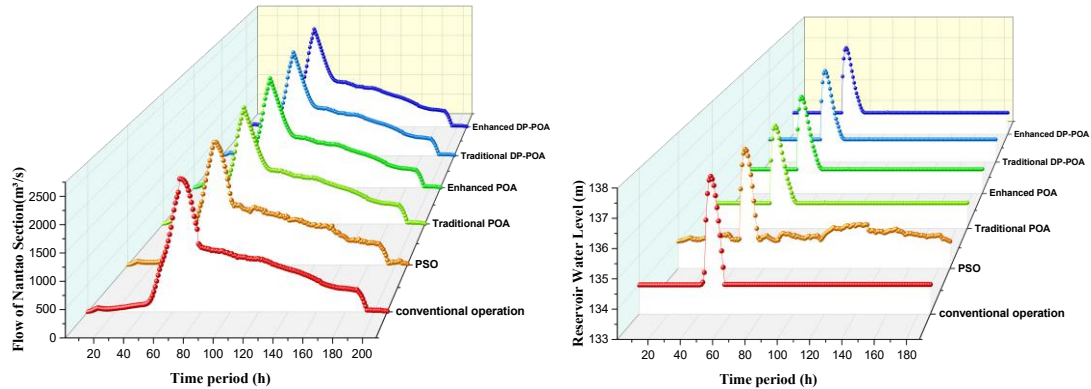 Flow of Nantao Section(m³/s)
2500
2000
1500
1000
500
0
20 40 60 80 100 120 140 160 180 200
Time period (h)
Enhanced DP-POA
Traditional DP-POA
Enhanced POA
Traditional POA
PSO
conventional operation
Reservoir Water Level (m)
138
137
136
135
134
133
20 40 60 80 100 120 140 160 180
Time period (h)
Enhanced DP-POA
Traditional DP-POA
Enhanced POA
Traditional POA
PSO
conventional operation